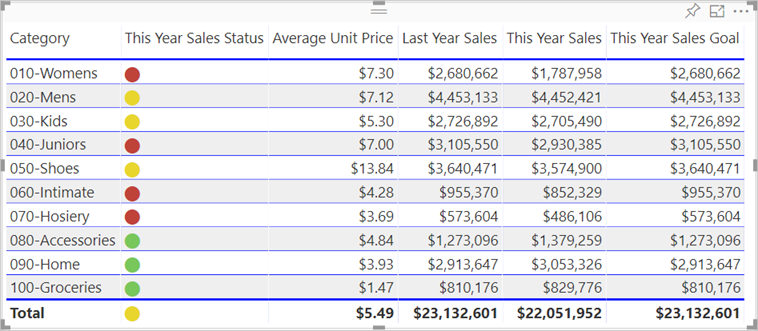 Category This Year Sales Status Average Unit Price Last Year Sales This Year Sales This Year Sales Goal
010-Womens $7.30 $2,680,662 $1,787,958 $2,680,662
020-Mens $7.12 $4,453,133 $4,452,421 $4,453,133
030-Kids $5.30 $2,726,892 $2,705,490 $2,726,892
040-Juniors $7.00 $3,105,550 $2,930,385 $3,105,550
050-Shoes $13.84 $3,640,471 $3,574,900 $3,640,471
060-Intimate $4.28 $955,370 $852,329 $955,370
070-Hosiery $3.69 $573,604 $486,106 $573,604
080-Accessories $4.84 $1,273,096 $1,379,259 $1,273,096
090-Home $3.93 $2,913,647 $3,053,326 $2,913,647
100-Groceries $1.47 $810,176 $829,776 $810,176
Total $5.49 $23,132,601 $22,051,952 $23,132,601